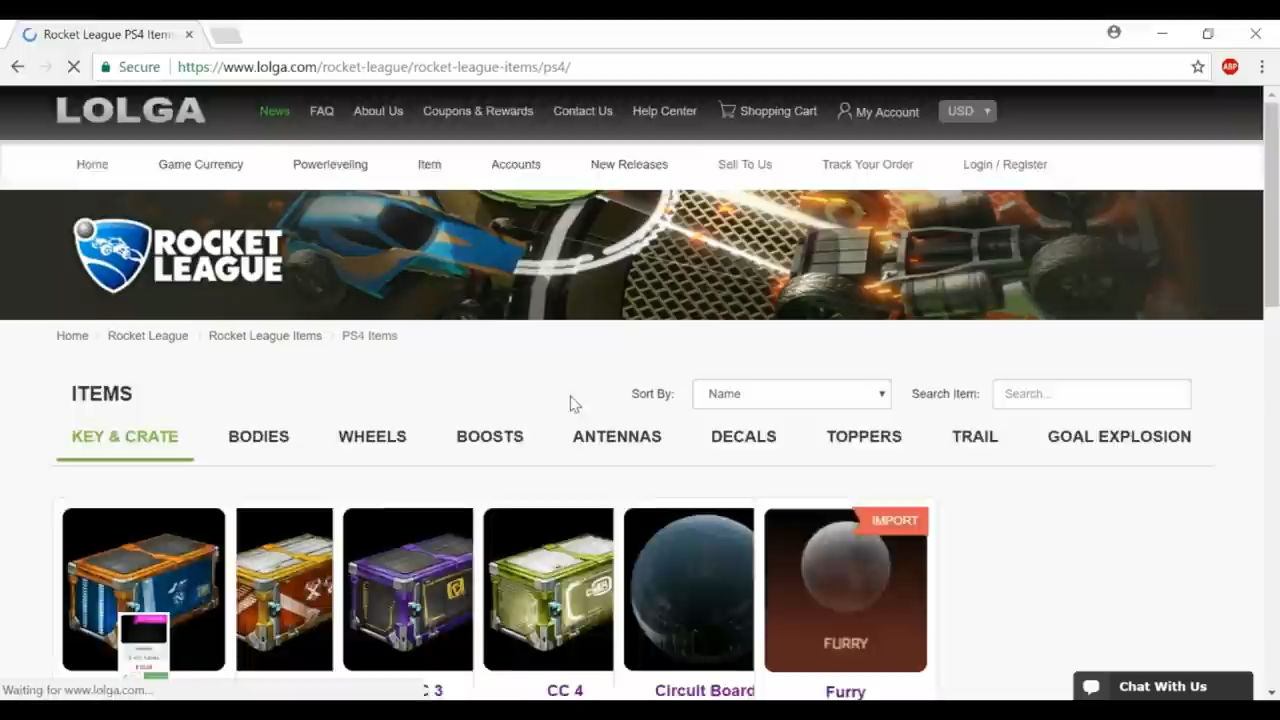 Rocket League PS4 Item
Secure https://www.lolga.com/rocket-league/rocket-league-items/ps4/
ABP
LOLGA News FAQ About Us Coupons & Rewards Contact Us Help Center Shopping Cart My Account USD
Home Game Currency Powerleveling Item Accounts New Releases Sell To Us Track Your Order Login / Register
ROCKET
LEAGUE
Home Rocket League Rocket League Items PS4 Items
ITEMS Sort By: Name Search Item: Search...
KEY & CRATE BODIES WHEELS BOOSTS ANTENNAS DECALS TOPPERS TRAIL GOAL EXPLOSION
IMPORT
FURRY
C 3 CC 4 Circuit Board Furry
Waiting for www.lolga.com...
Chat With Us